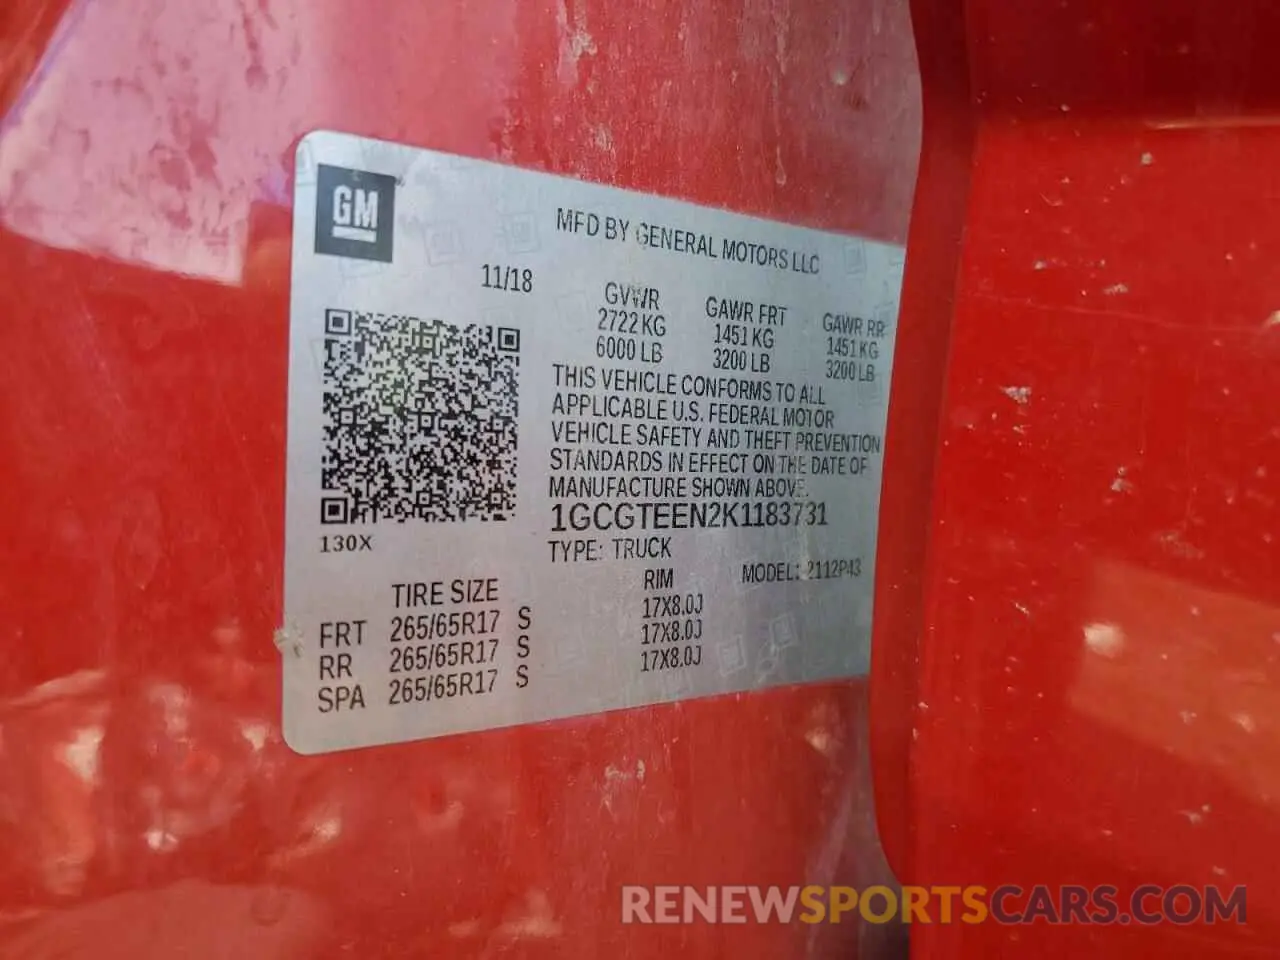 GM
MFD BY GENERAL MOTORS LLC
11/18
GVWR GAWR FRT GAWR RR
2722 KG 1451 KG 1451 KG
6000 LB 3200 LB 3200 LB
THIS VEHICLE CONFORMS TO ALL
APPLICABLE U.S. FEDERAL MOTOR
VEHICLE SAFETY AND THEFT PREVENTION
STANDARDS IN EFFECT ON THE DATE OF
MANUFACTURE SHOWN ABOVE.
1GCGTEEN2K1183731
130X
TYPE: TRUCK
MODEL: 2112P43
TIRE SIZE RIM
FRT 265/65R17 S 17X8.0J
RR 265/65R17 S 17X8.0J
SPA 265/65R17 S 17X8.0J
RENEWSPORTSCARS.COM